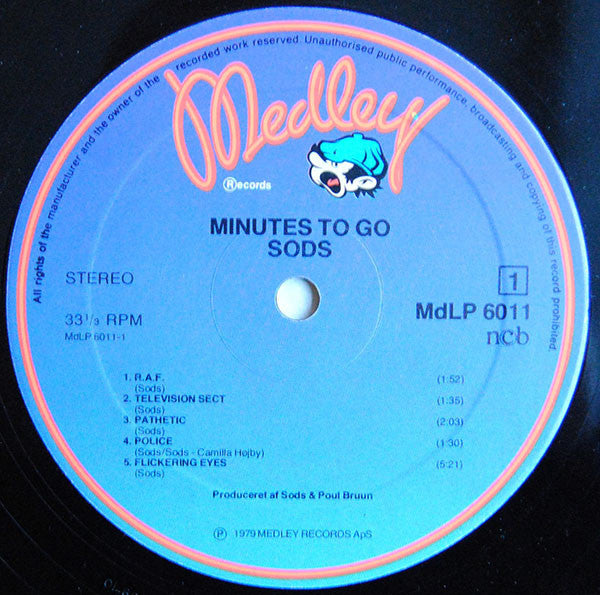 All rights of the manufacturer and the owner of the recorded work reserved. Unauthorised public performance, broadcasting and copying of this record prohibited.
Medley
Records
MINUTES TO GO
SODS
STEREO
1
33 1/3 RPM
MdLP 6011
MdLP 6011-1
ncb
1. R.A.F. (1:52)
(Sods)
2. TELEVISION SECT (1:35)
(Sods)
3. PATHETIC (2:03)
(Sods)
4. POLICE (1:30)
(Sods/Sods - Camilla Højby)
5. FLICKERING EYES (5:21)
(Sods)
Produceret af Sods & Poul Bruun
Ⓟ 1979 MEDLEY RECORDS ApS